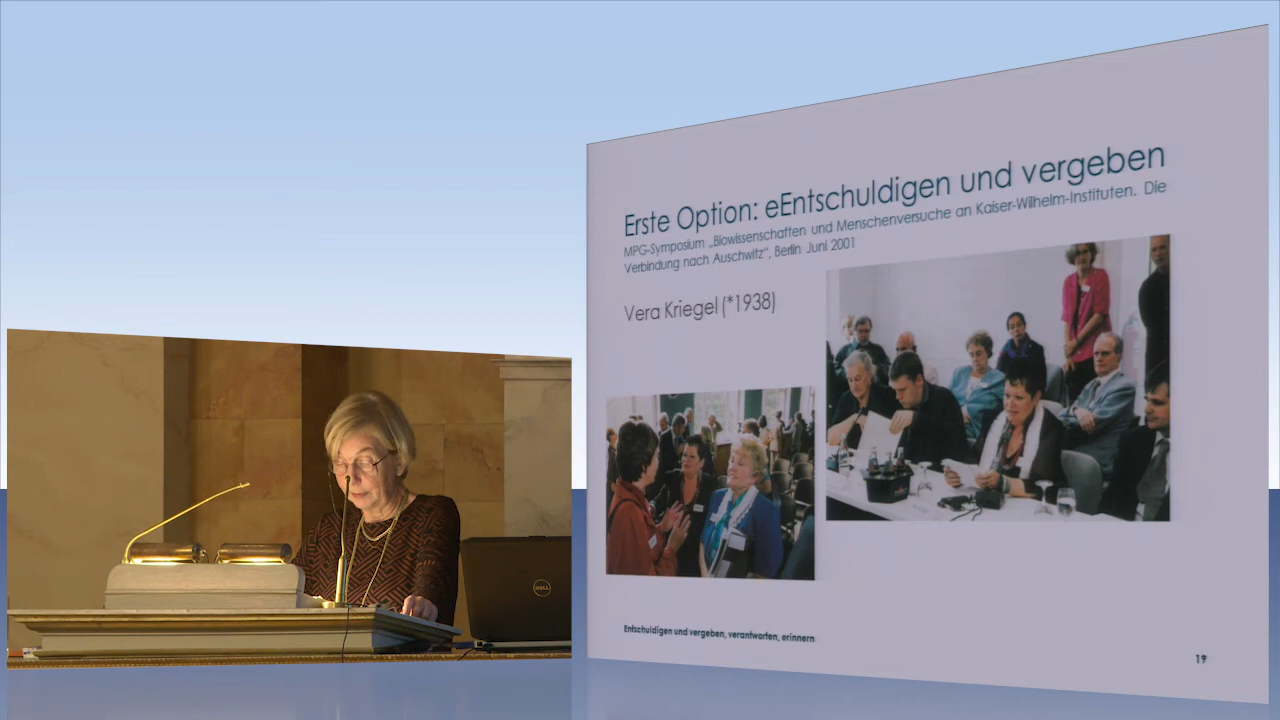 Erste Option: eEntschuldigen und vergeben
MPG-Symposium „Biowissenschaften und Menschenversuche an Kaiser-Wilhelm-Instituten. Die
Verbindung nach Auschwitz“, Berlin Juni 2001
Vera Kriegel (*1938)
Entschuldigen und vergeben, verantworten, erinnern
19
DELL